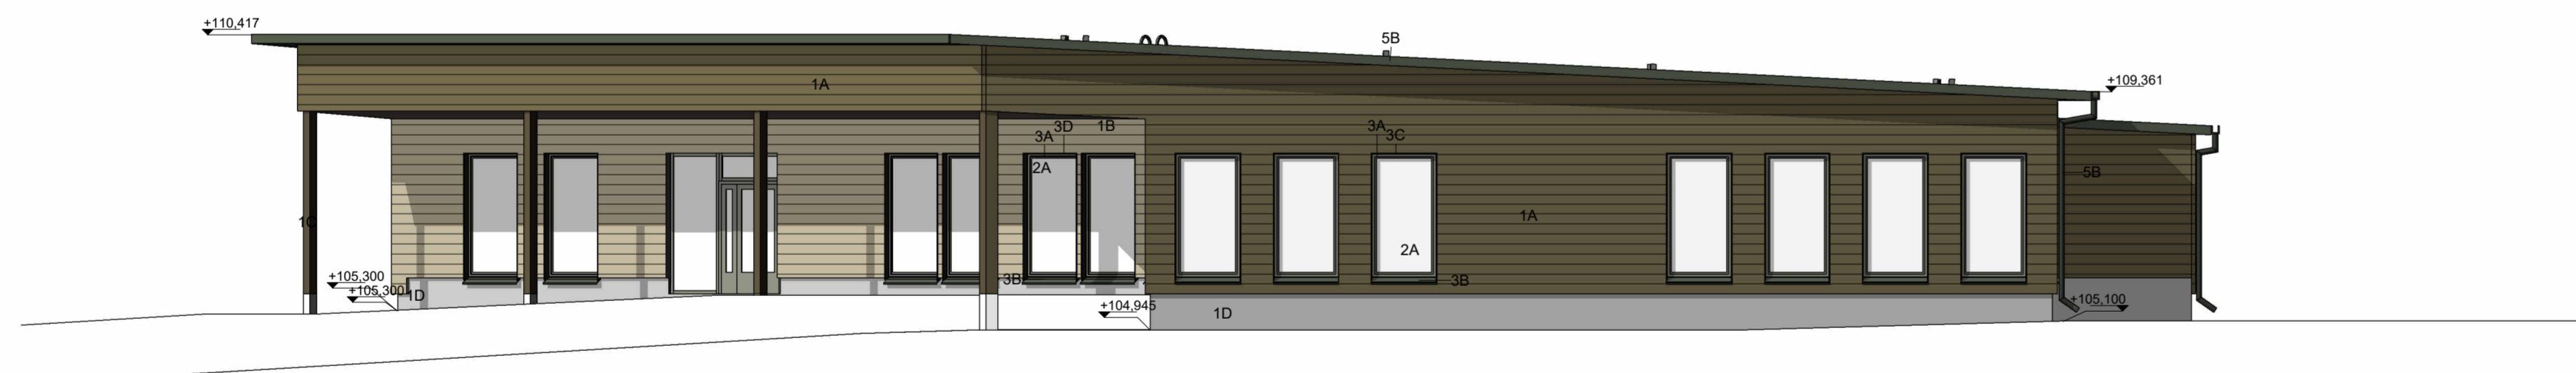 +110,417
5B
+109,361
1A
3D
1B
3A
3A
3C
2A
5B
1A
1C
2A
+105,300
3B
3B
+105,300
1D
+105,100
+104,945
1D